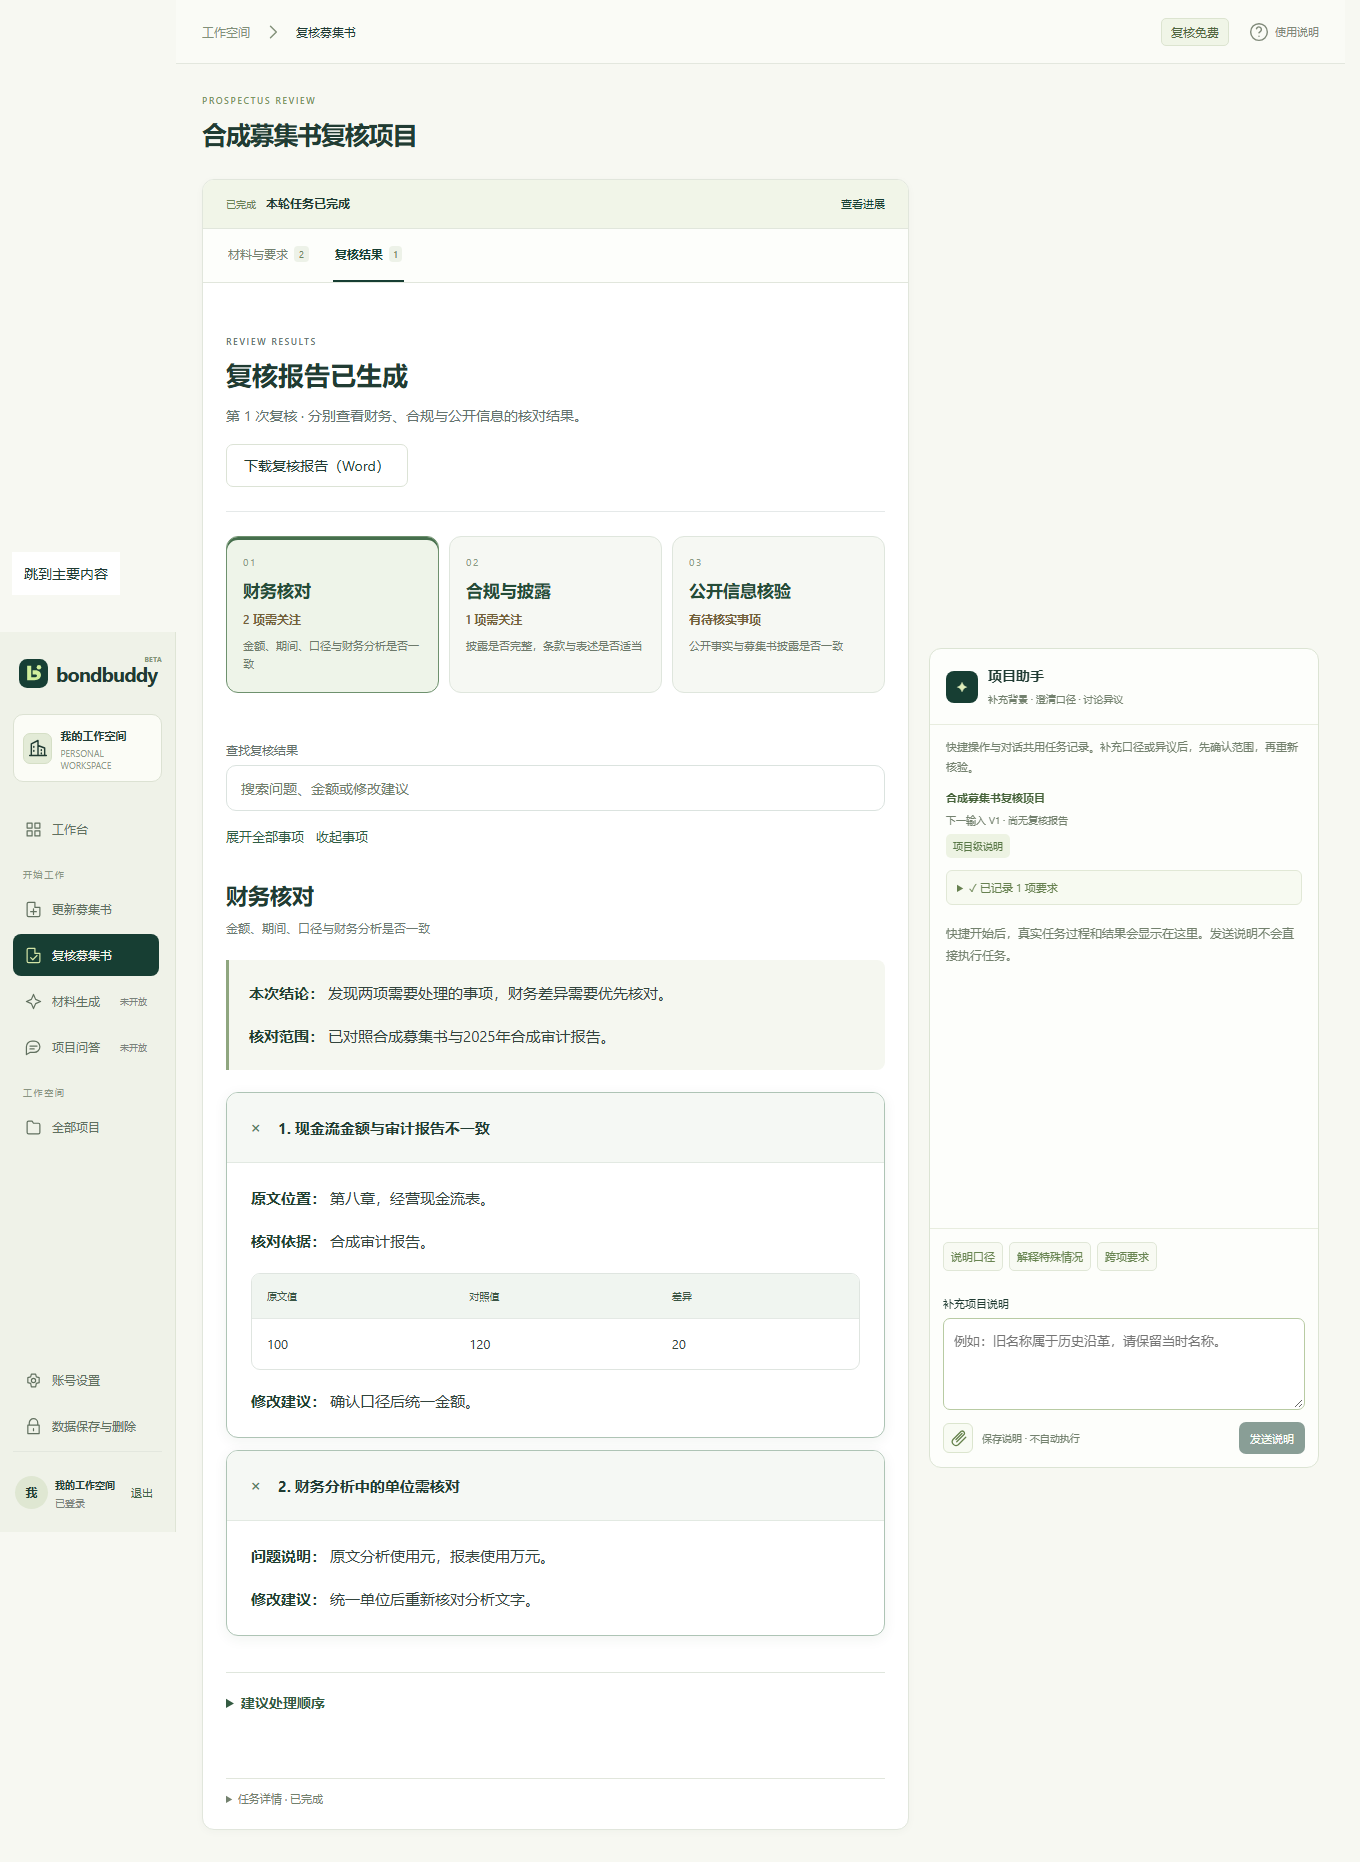 工作空间
复核募集书
复核免费
使用说明
PROSPECTUS REVIEW
合成募集书复核项目
已完成 本轮任务已完成
查看进展
材料与要求 2
复核结果 1
REVIEW RESULTS
复核报告已生成
第 1 次复核 · 分别查看财务、合规与公开信息的核对结果。
下载复核报告（Word）
01
财务核对
2 项需关注
金额、期间、口径与财务分析是否一
致
02
合规与披露
1 项需关注
披露是否完整，条款与表述是否适当
03
公开信息核验
有待核实事项
公开事实与募集书披露是否一致
查找复核结果
搜索问题、金额或修改建议
展开全部事项 收起事项
财务核对
金额、期间、口径与财务分析是否一致
本次结论： 发现两项需要处理的事项，财务差异需要优先核对。
核对范围： 已对照合成募集书与2025年合成审计报告。
× 1. 现金流金额与审计报告不一致
原文位置： 第八章，经营现金流表。
核对依据： 合成审计报告。
原文值 对照值 差异
100 120 20
修改建议： 确认口径后统一金额。
× 2. 财务分析中的单位需核对
问题说明： 原文分析使用元，报表使用万元。
修改建议： 统一单位后重新核对分析文字。
建议处理顺序
任务详情 · 已完成
跳到主要内容
bondbuddy BETA
我的工作空间
PERSONAL
WORKSPACE
工作台
开始工作
更新募集书
复核募集书
材料生成 未开放
项目问答 未开放
工作空间
全部项目
账号设置
数据保存与删除
我
我的工作空间
已登录
退出
项目助手
补充背景 · 澄清口径 · 讨论异议
快捷操作与对话共用任务记录。补充口径或异议后，先确认范围，再重新
核验。
合成募集书复核项目
下一输入 V1 · 尚无复核报告
项目级说明
✓ 已记录 1 项要求
快捷开始后，真实任务过程和结果会显示在这里。发送说明不会直
接执行任务。
说明口径 解释特殊情况 跨项要求
补充项目说明
例如：旧名称属于历史沿革，请保留当时名称。
保存说明 · 不自动执行
发送说明